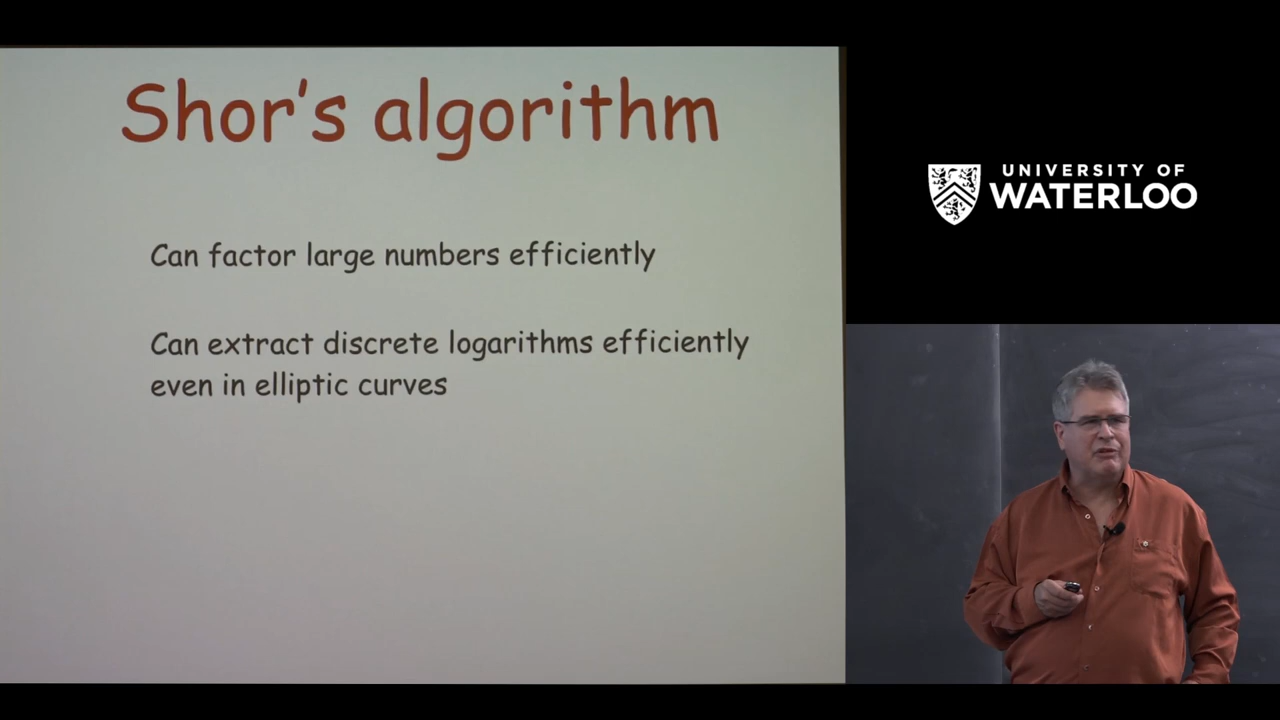 Shor's algorithm
Can factor large numbers efficiently
Can extract discrete logarithms efficiently
even in elliptic curves
UNIVERSITY OF
WATERLOO